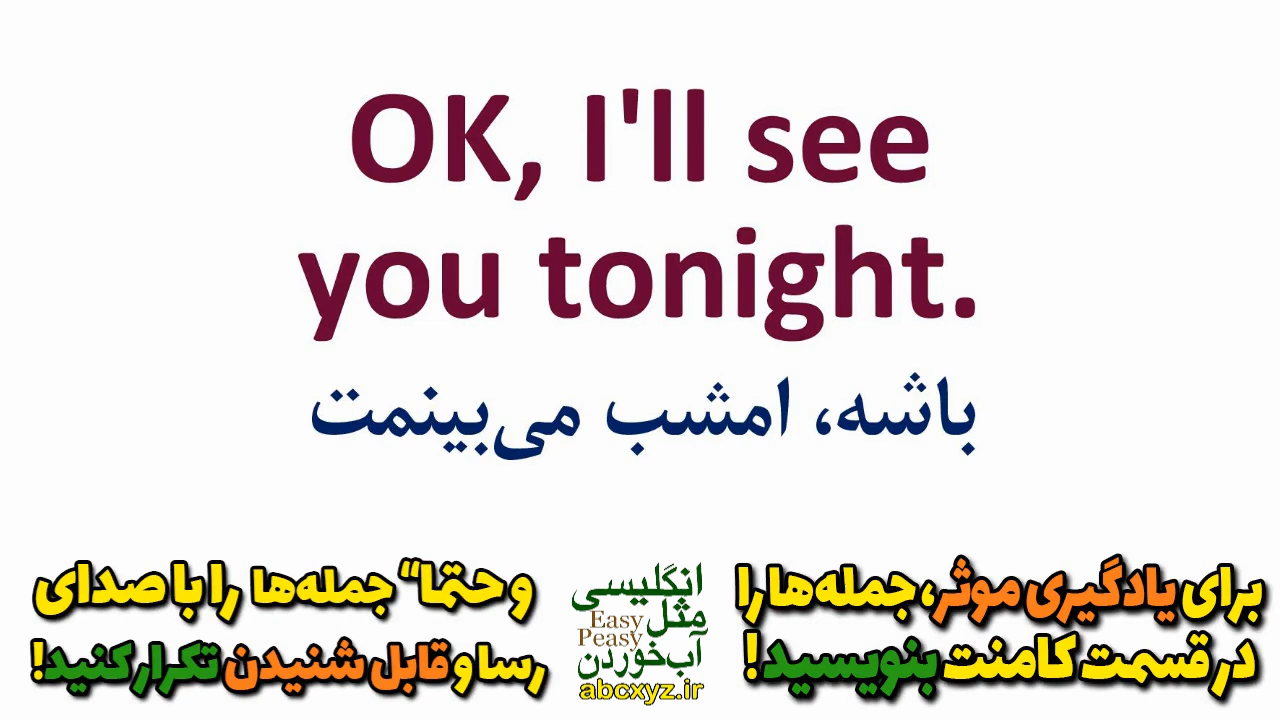 OK, I'll see
you tonight.
باشه، امشب می‌بینمت
برای یادگیری موثر، جمله‌ها را
در قسمت کامنت بنویسید!
انگلیسی
مثل
Easy
Peasy
آب‌خوردن
abcxyz.ir
و حتما“ جمله‌ها را با صدای
رسا و قابل شنیدن تکرار کنید!